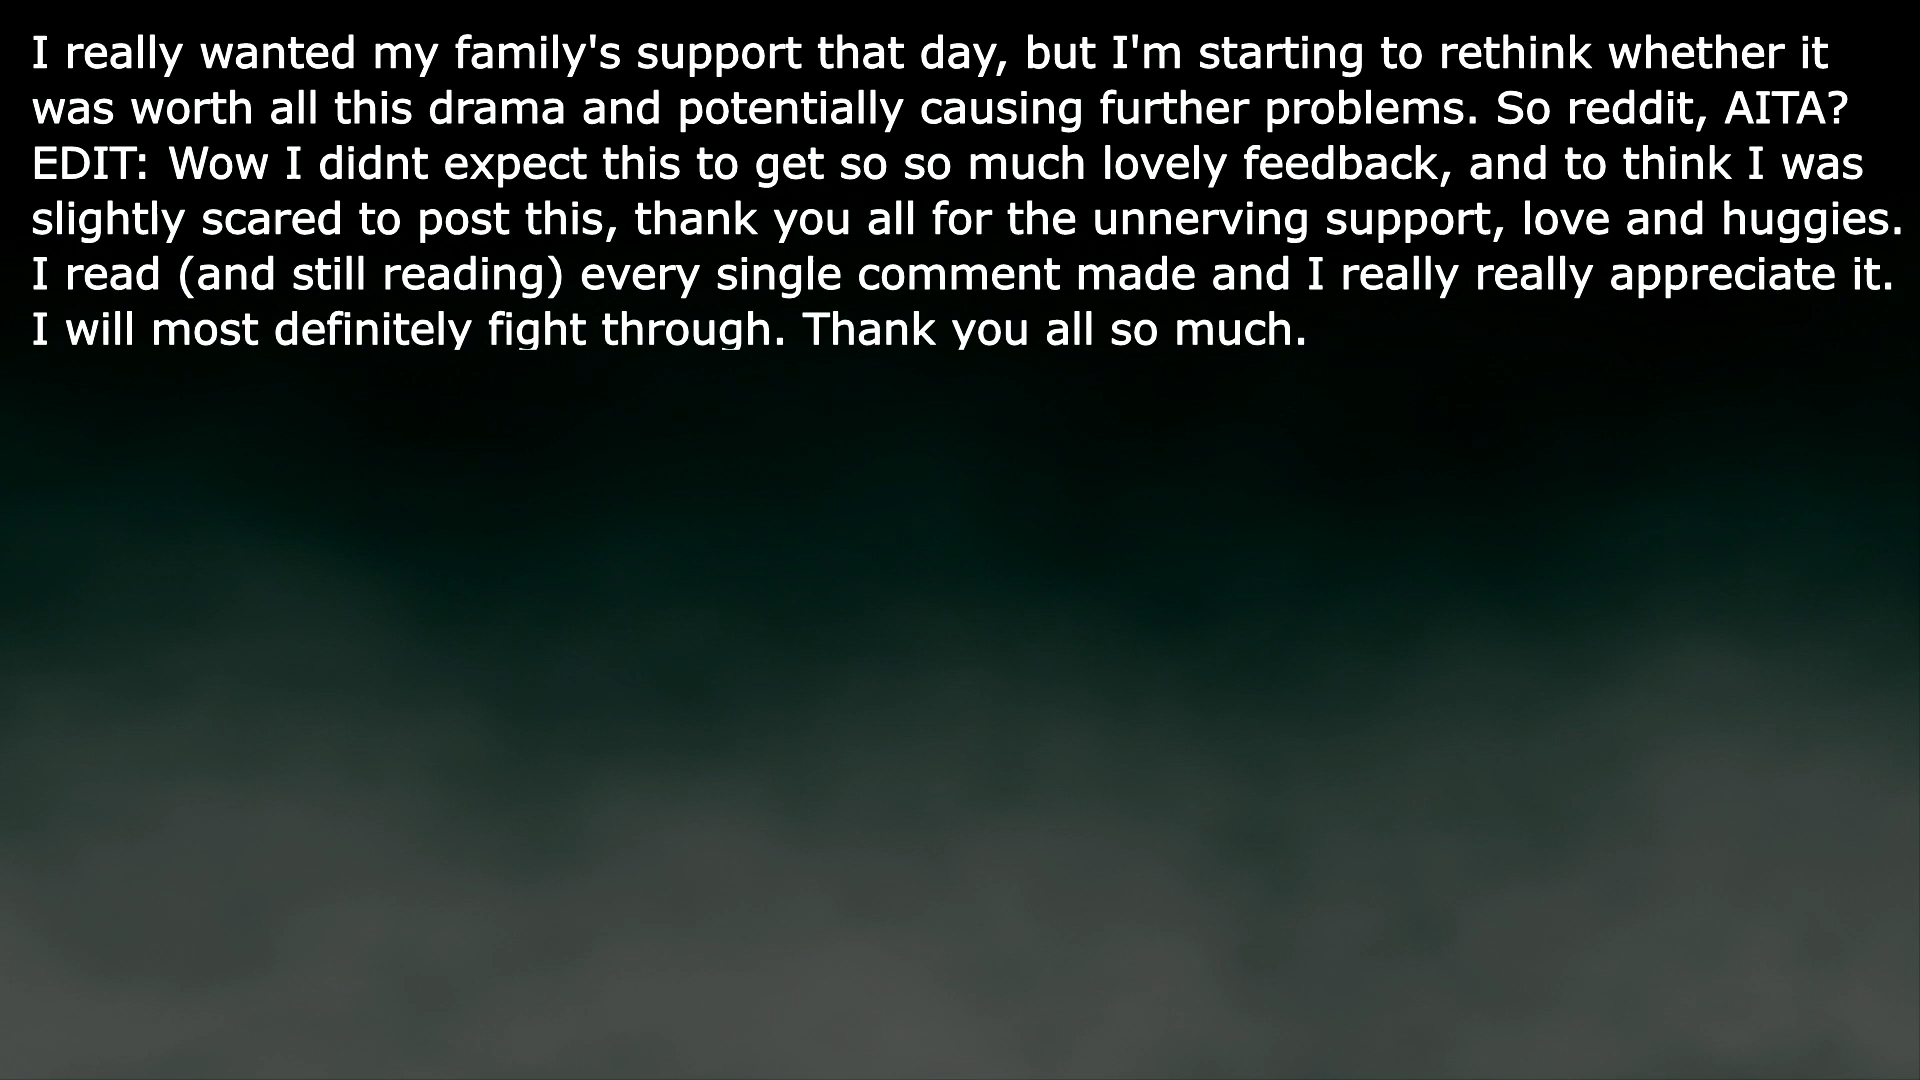 I really wanted my family's support that day, but I'm starting to rethink whether it
was worth all this drama and potentially causing further problems. So reddit, AITA?
EDIT: Wow I didnt expect this to get so so much lovely feedback, and to think I was
slightly scared to post this, thank you all for the unnerving support, love and huggies.
I read (and still reading) every single comment made and I really really appreciate it.
I will most definitely fight through. Thank you all so much.